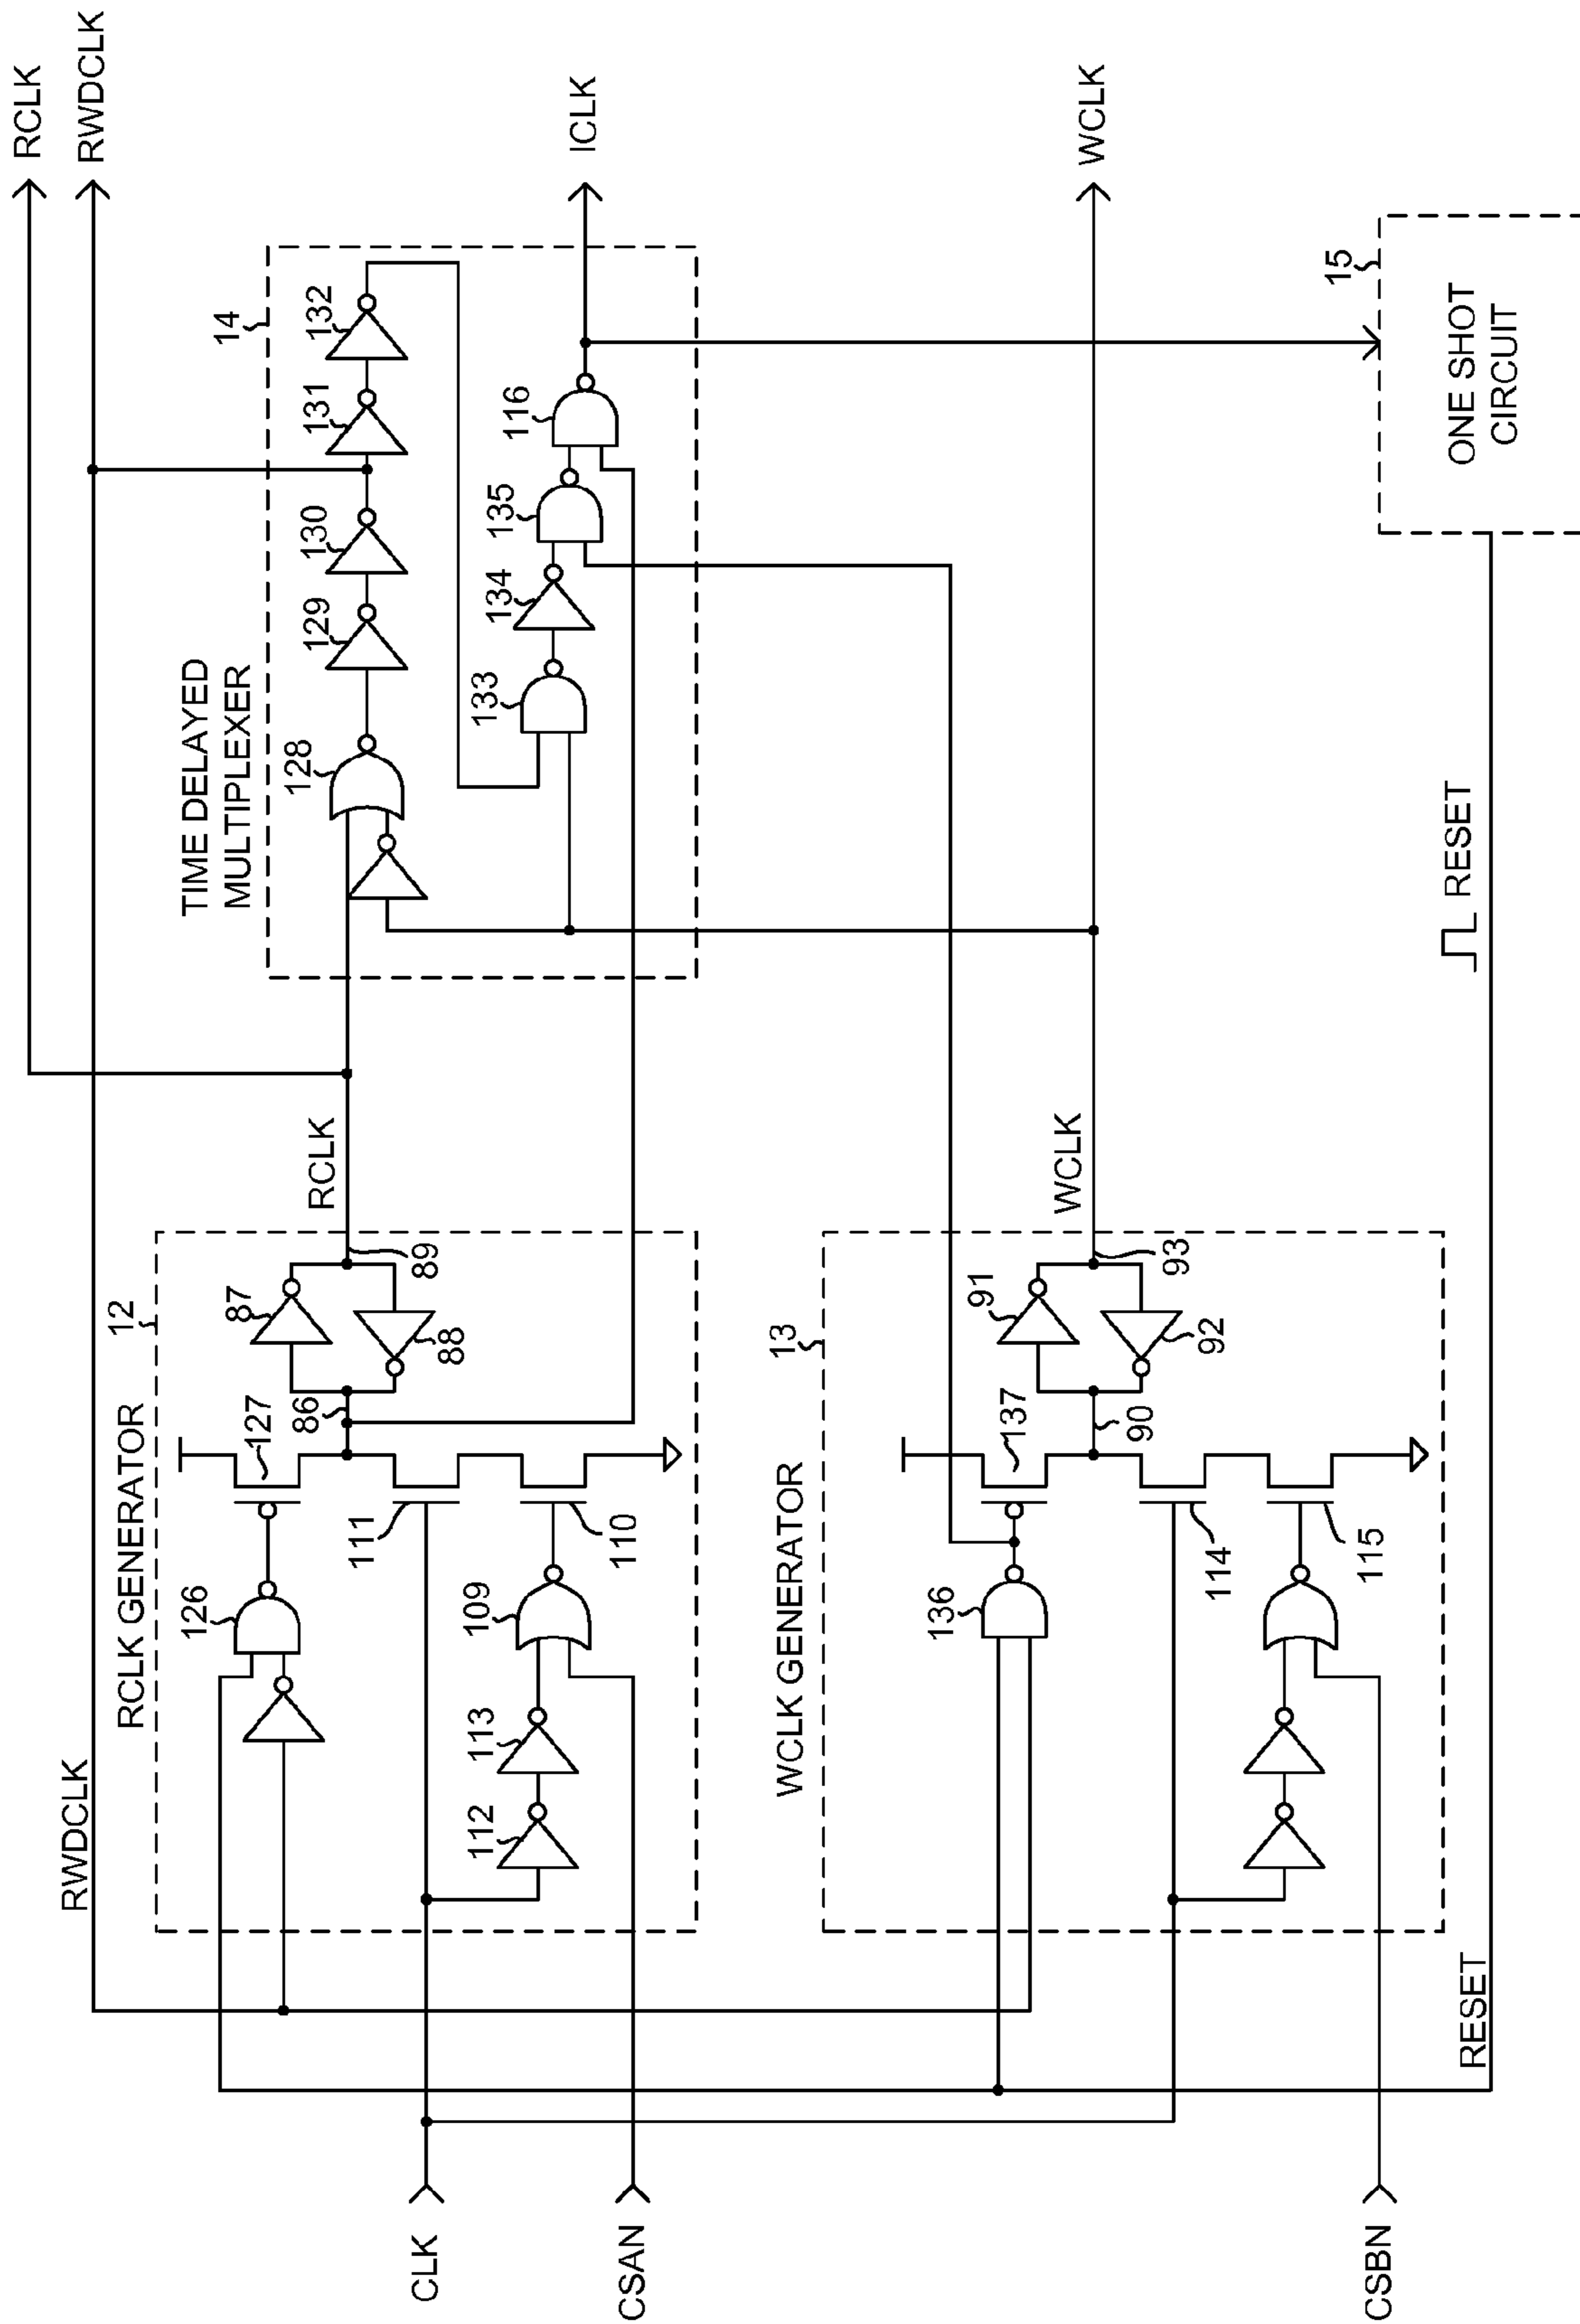 RCLK
RWDCLK
ICLK
WCLK
TIME DELAYED
MULTIPLEXER
14
128
129
130
131
132
133
134
135
116
15
ONE SHOT
CIRCUIT
RESET
RCLK
WCLK
RCLK GENERATOR
12
126
127
86
87
88
89
111
110
109
112
113
WCLK GENERATOR
13
136
137
90
91
92
93
114
115
RWDCLK
RESET
CLK
CSAN
CSBN